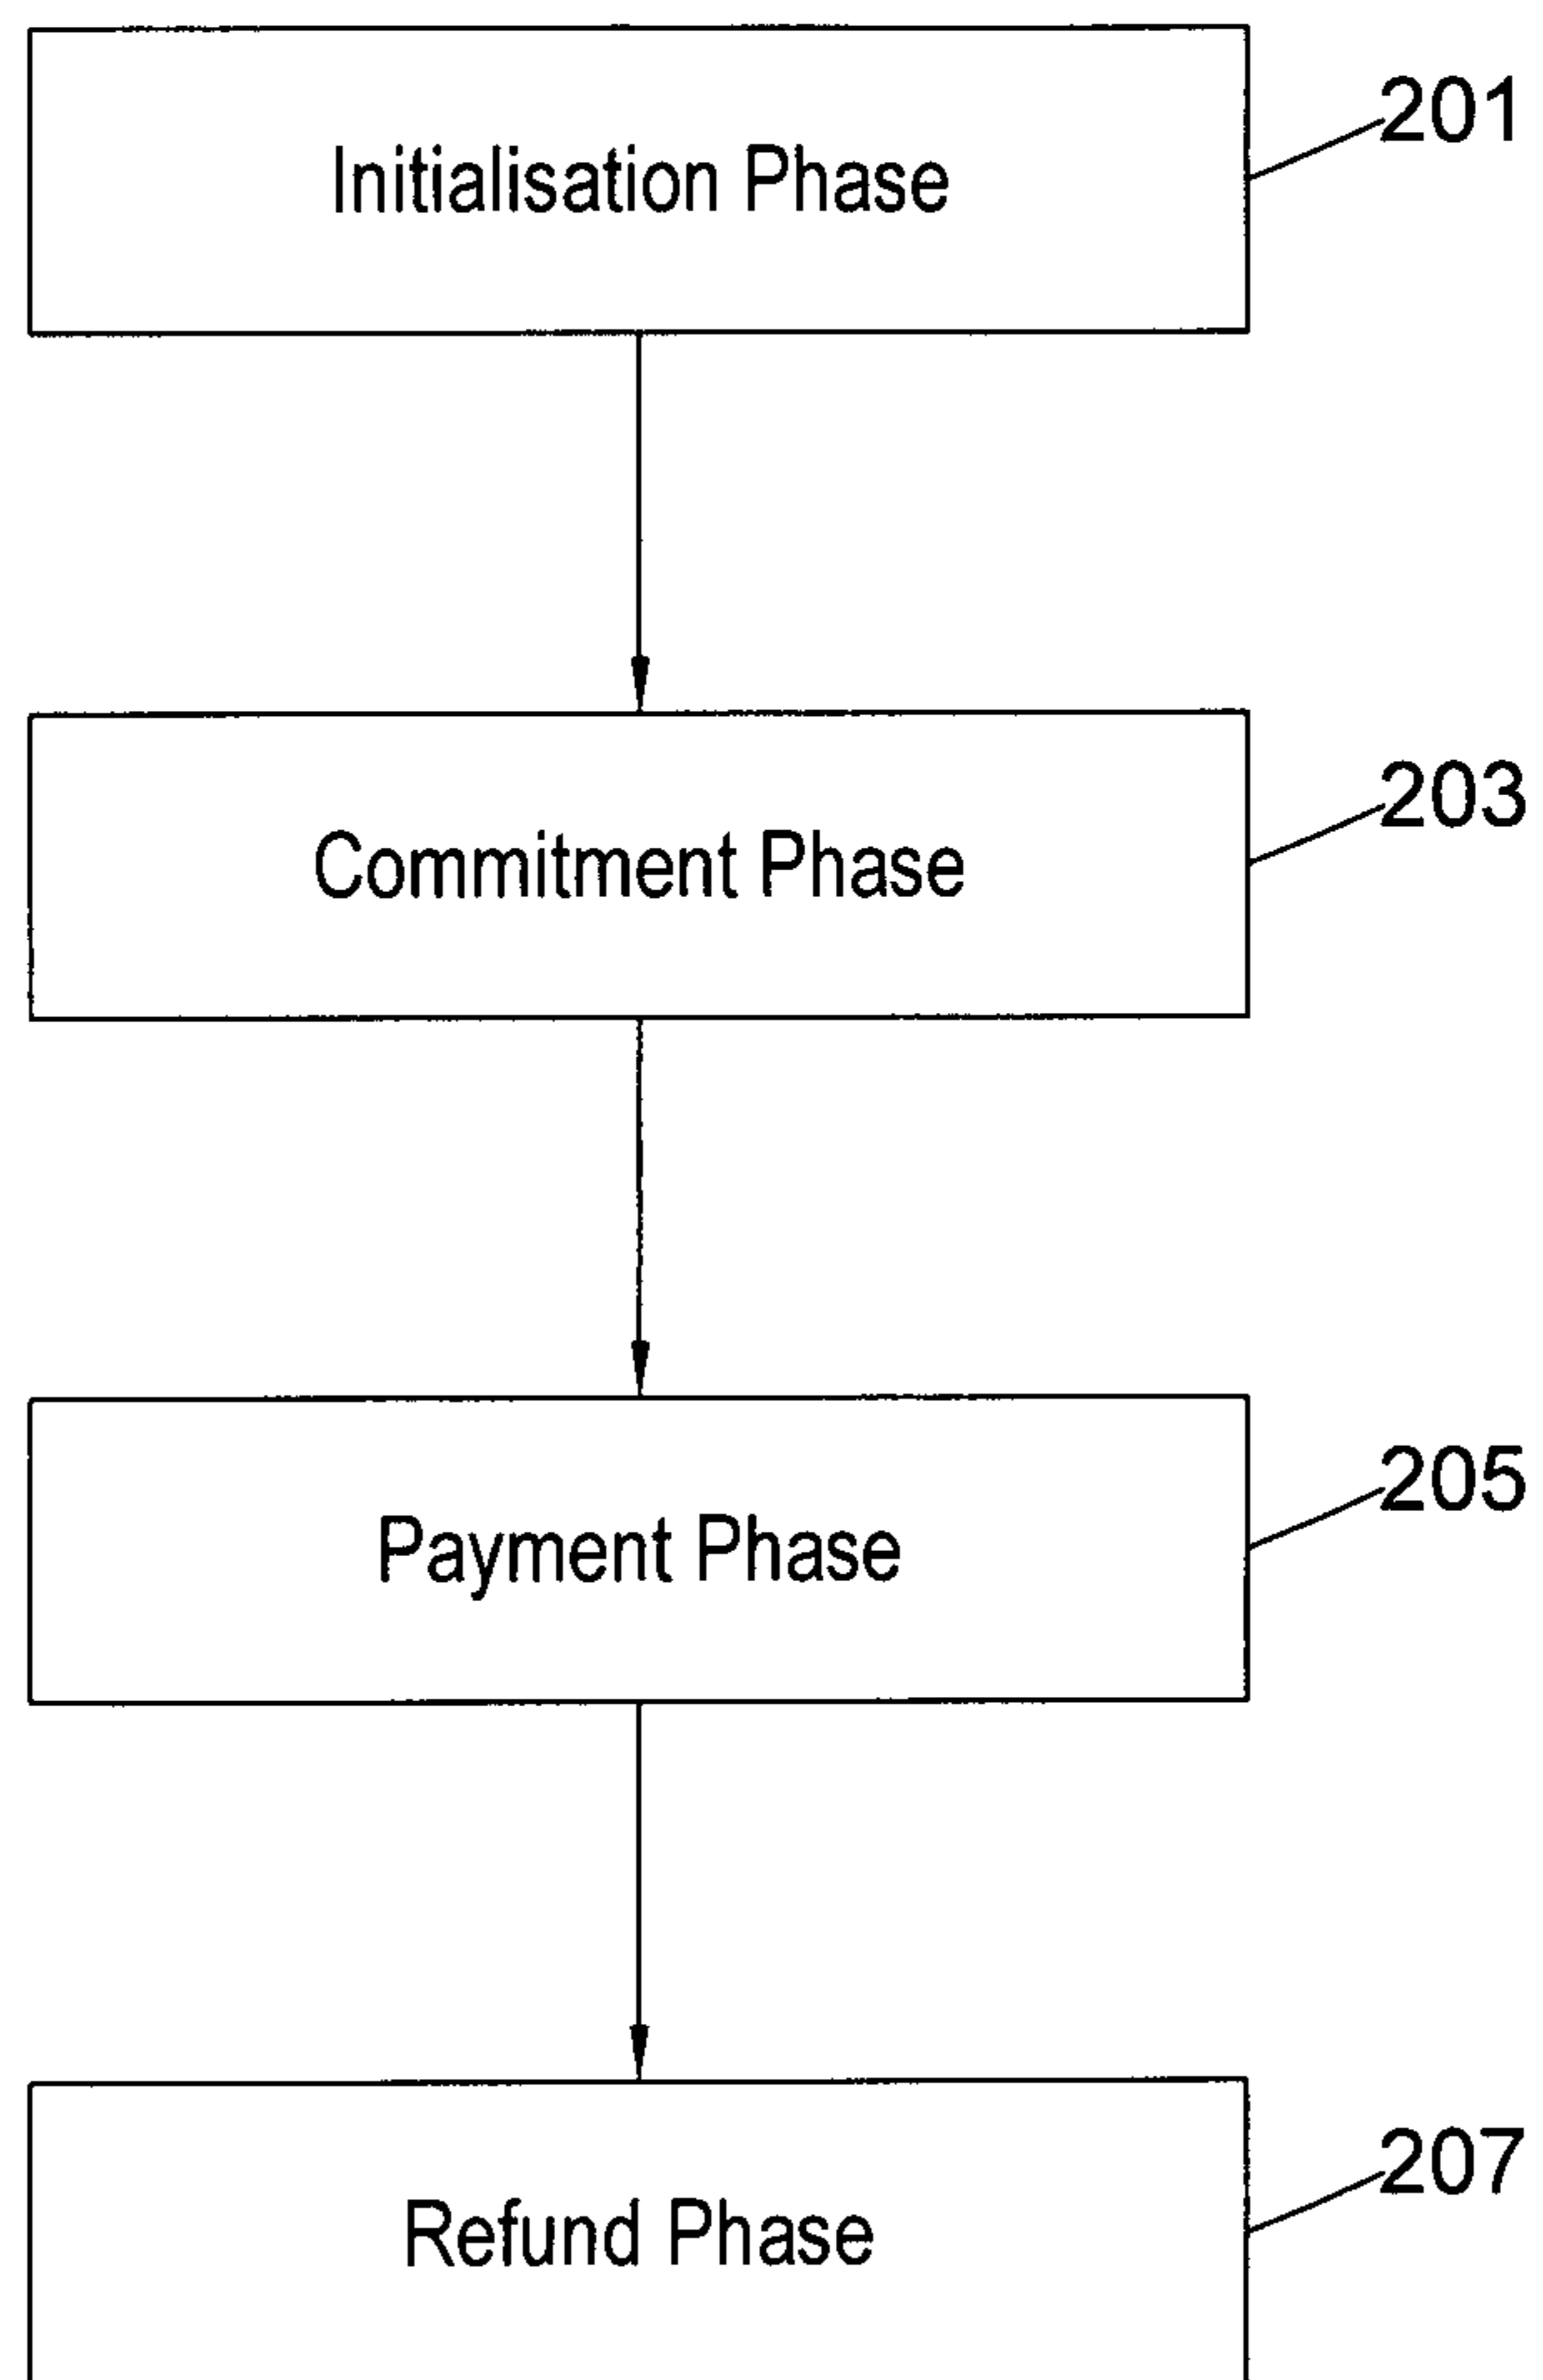 201
Initialisation Phase
203
Commitment Phase
205
Payment Phase
207
Refund Phase